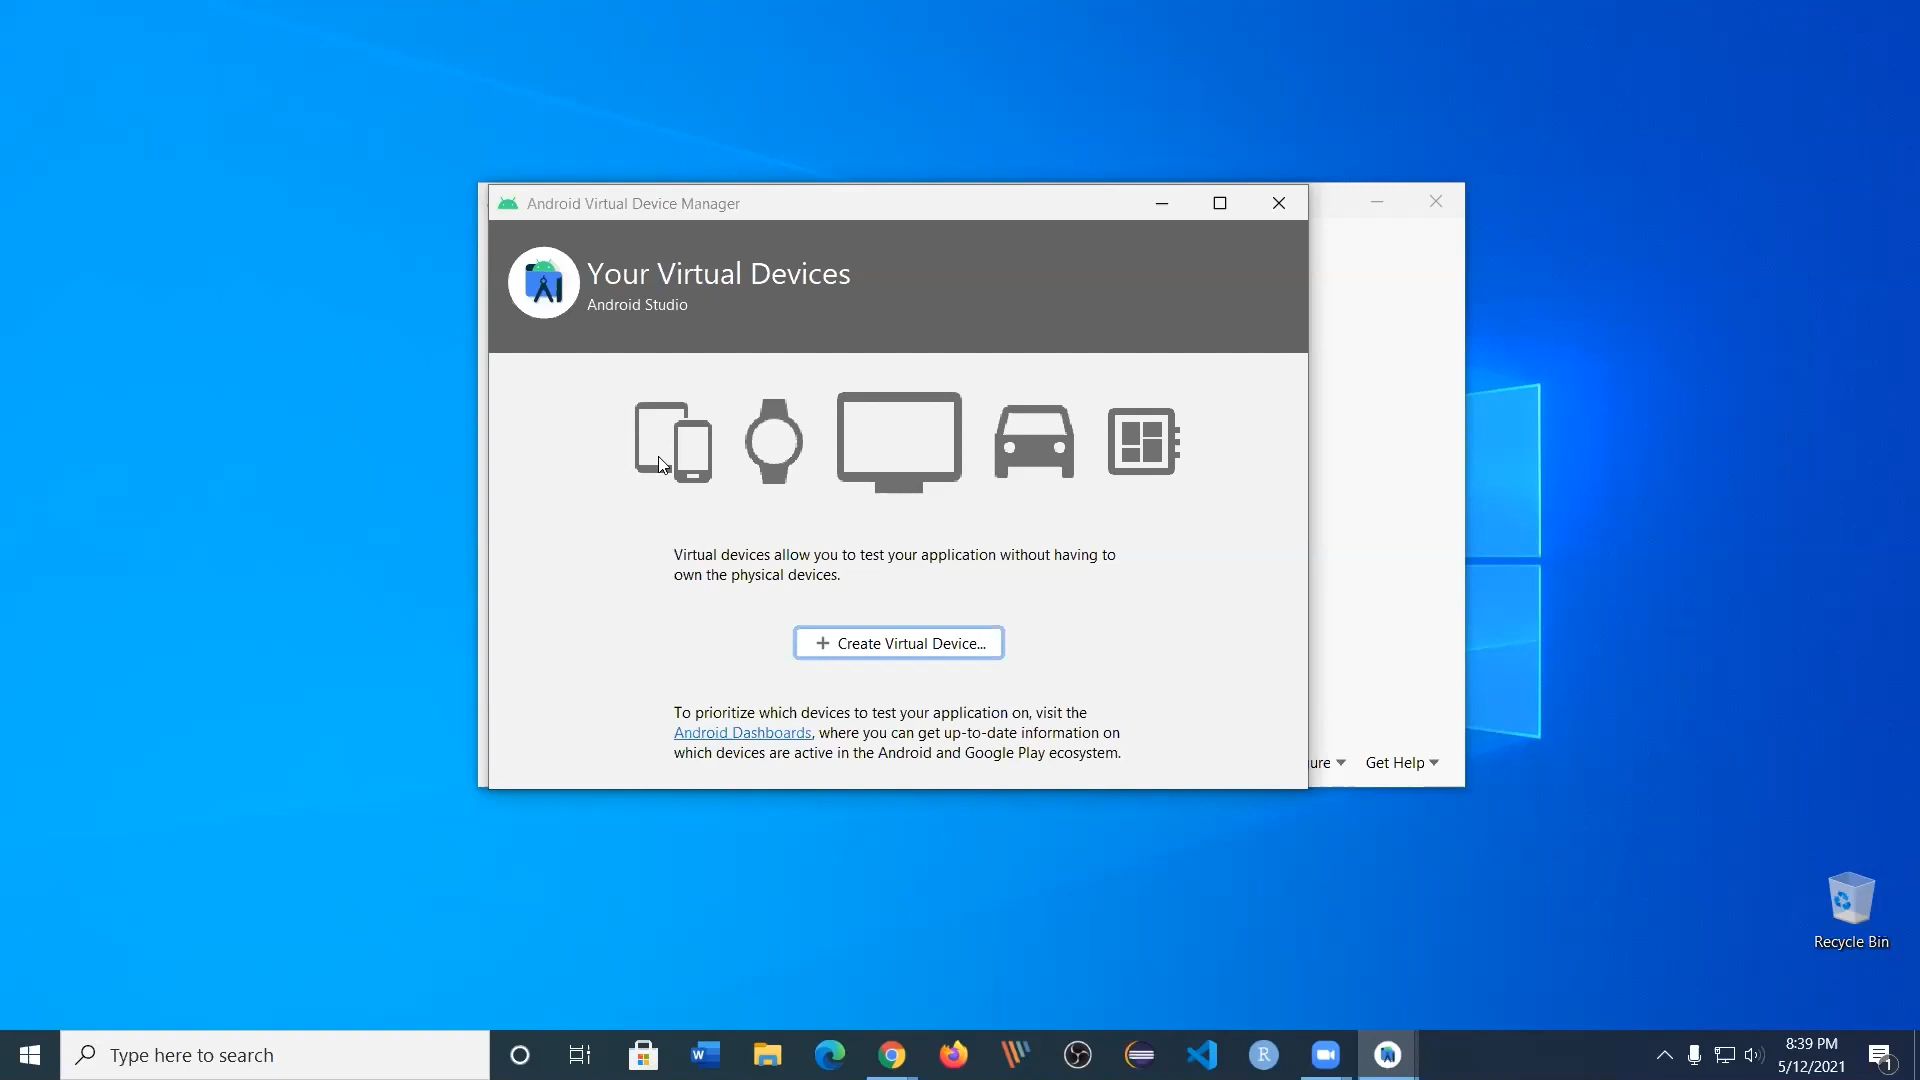 Android Virtual Device Manager
Your Virtual Devices
Android Studio
Virtual devices allow you to test your application without having to
own the physical devices.
Create Virtual Device...
To prioritize which devices to test your application on, visit the
Android Dashboards, where you can get up-to-date information on
which devices are active in the Android and Google Play ecosystem.
ure Get Help
Recycle Bin
Type here to search
W
R
8:39 PM
5/12/2021
1